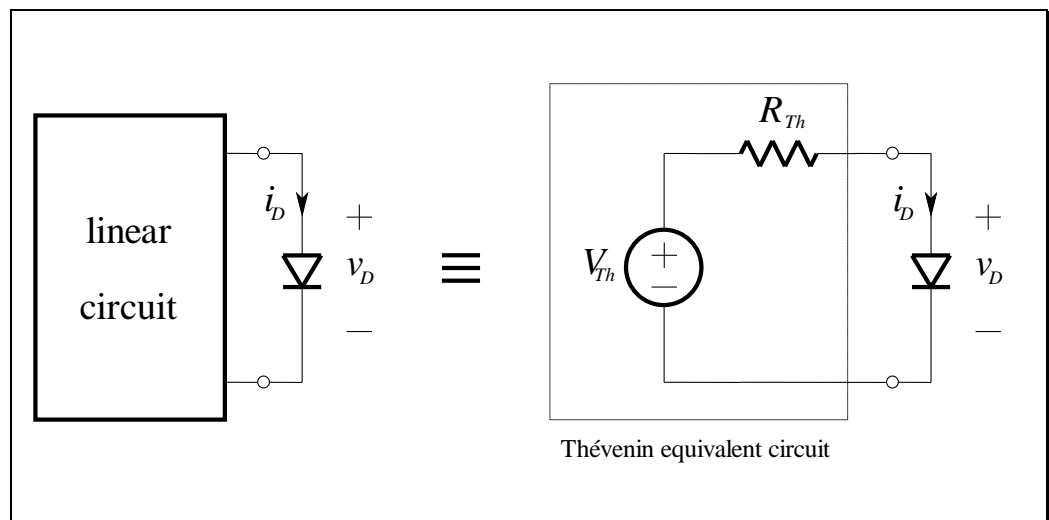 linear
circuit
i_D
+
v_D
−
≡
V_Th
+
−
R_Th
i_D
+
v_D
−
Thévenin equivalent circuit